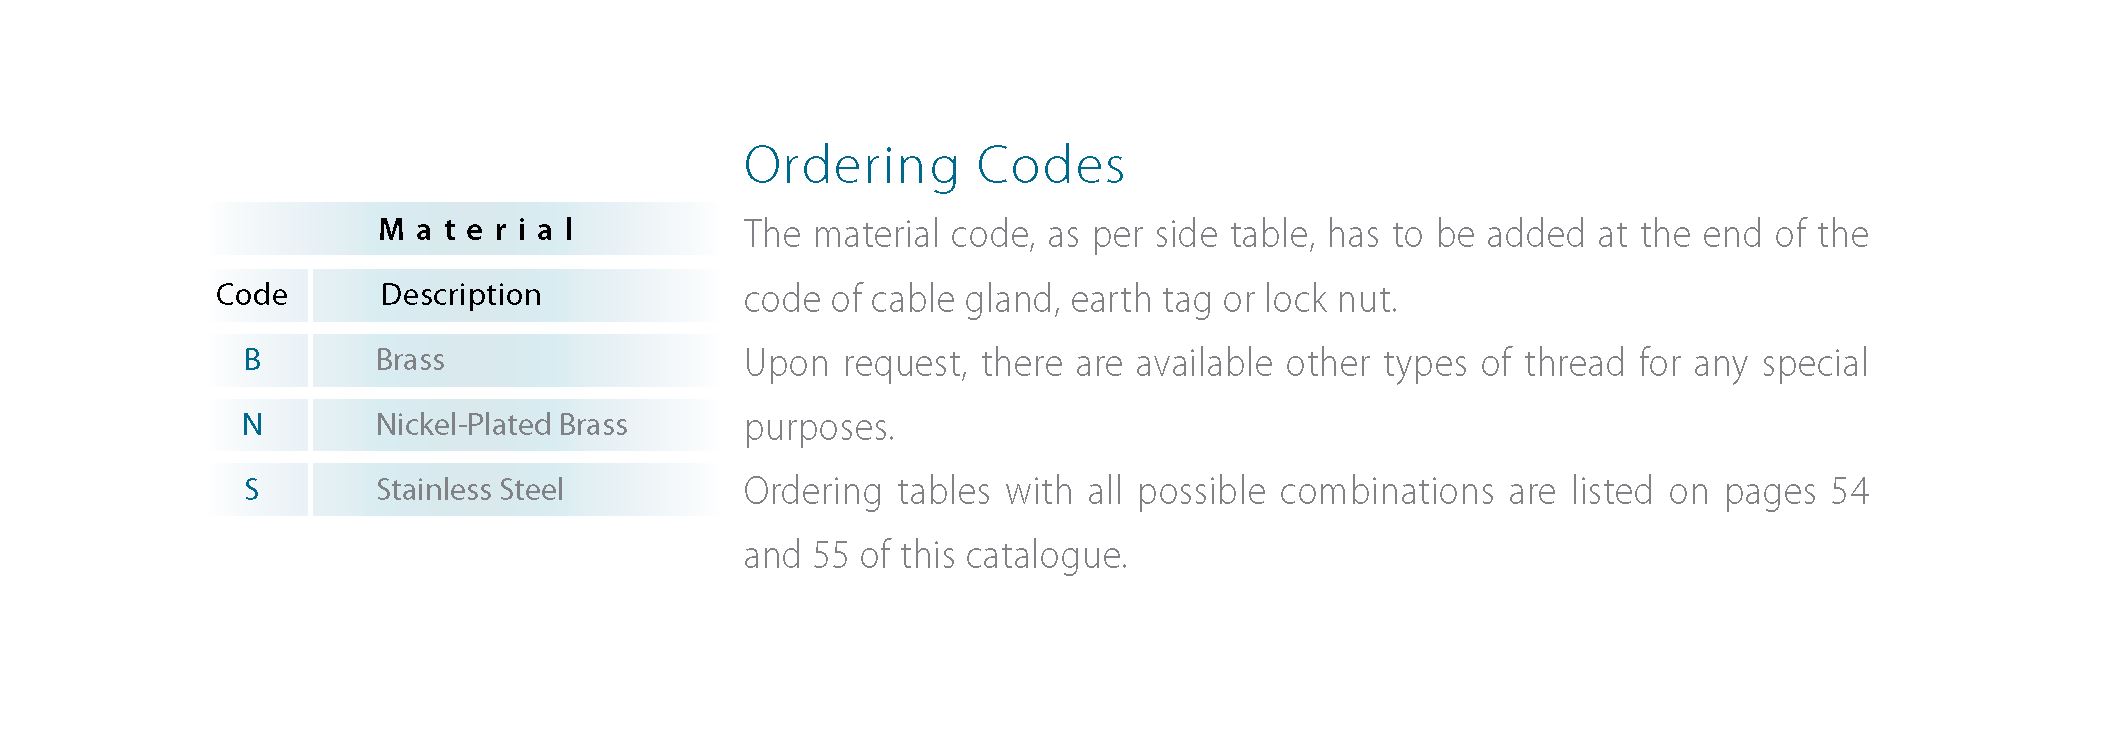 Ordering Codes
Material
Code Description
B Brass
N Nickel-Plated Brass
S Stainless Steel
The material code, as per side table, has to be added at the end of the
code of cable gland, earth tag or lock nut.
Upon request, there are available other types of thread for any special
purposes.
Ordering tables with all possible combinations are listed on pages 54
and 55 of this catalogue.